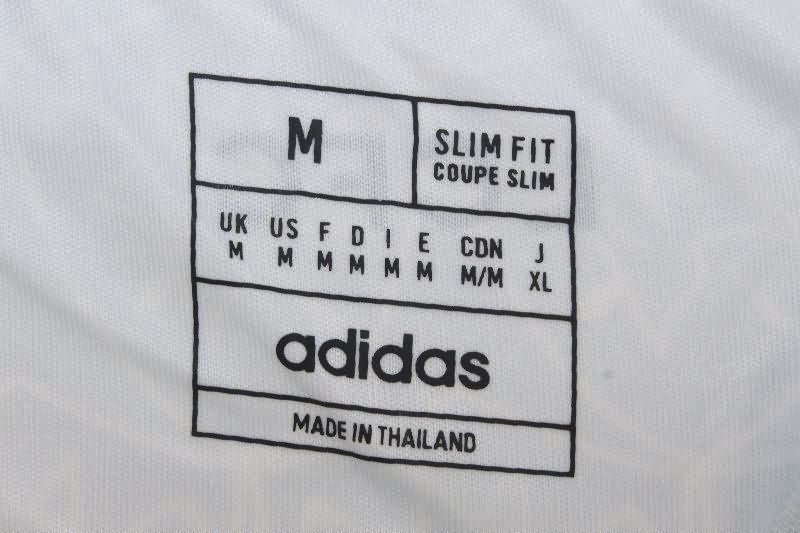 M
SLIM FIT
COUPE SLIM
UK US F D I E CDN J
M M M M M M M/M XL
adidas
MADE IN THAILAND